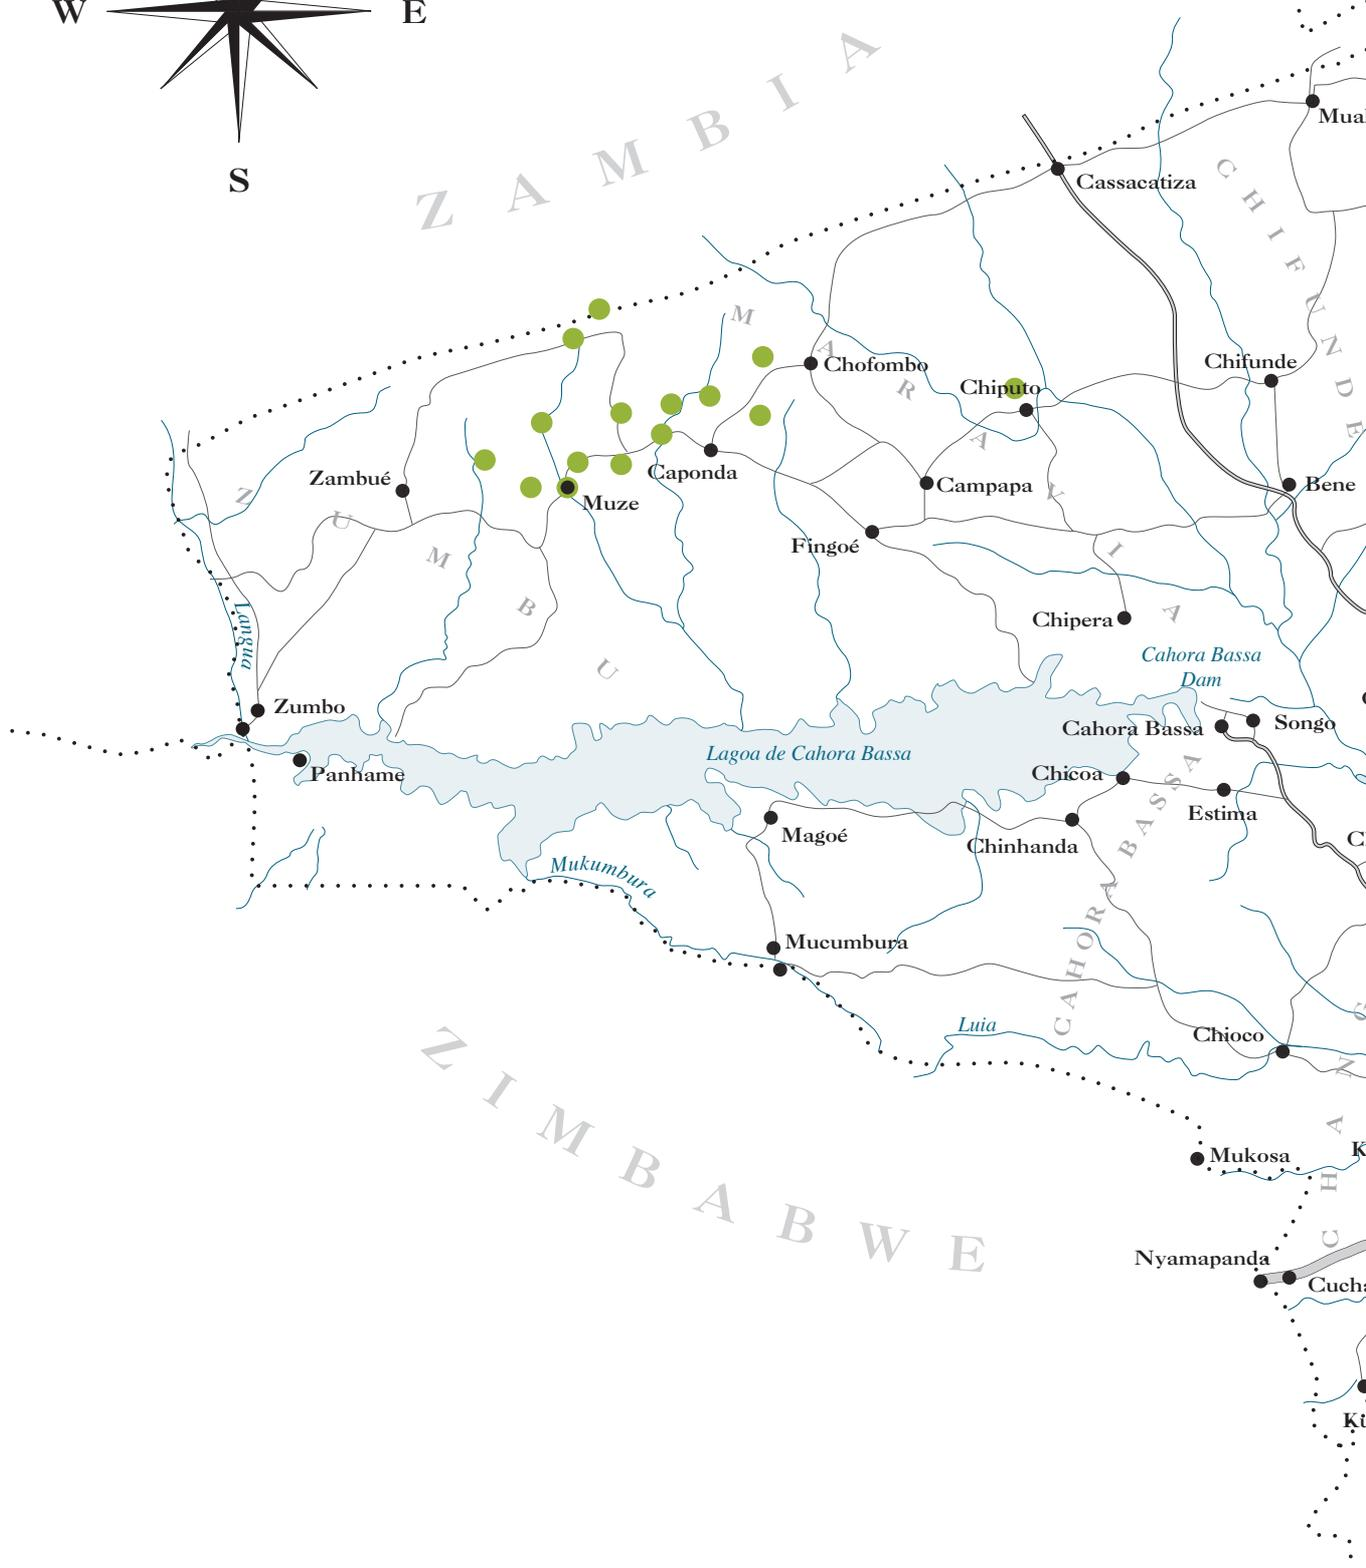 W
E
S
ZAMBIA
Cassacatiza
CHIFUNDE
MARAVIA
Chofombo
Chiputo
Chifunde
Zambué
Caponda
Campapa
Bene
Muze
ZUMBU
Fingoé
Langua
Chipera
Cahora Bassa
Dam
Zumbo
Cahora Bassa
Songo
Panhame
Lagoa de Cahora Bassa
Chicoa
Estima
Magoé
Chinhanda
CAHORA BASSA
Mukumbura
Mucumbura
Luia
Chioco
ZIMBABWE
Mukosa
Nyamapanda